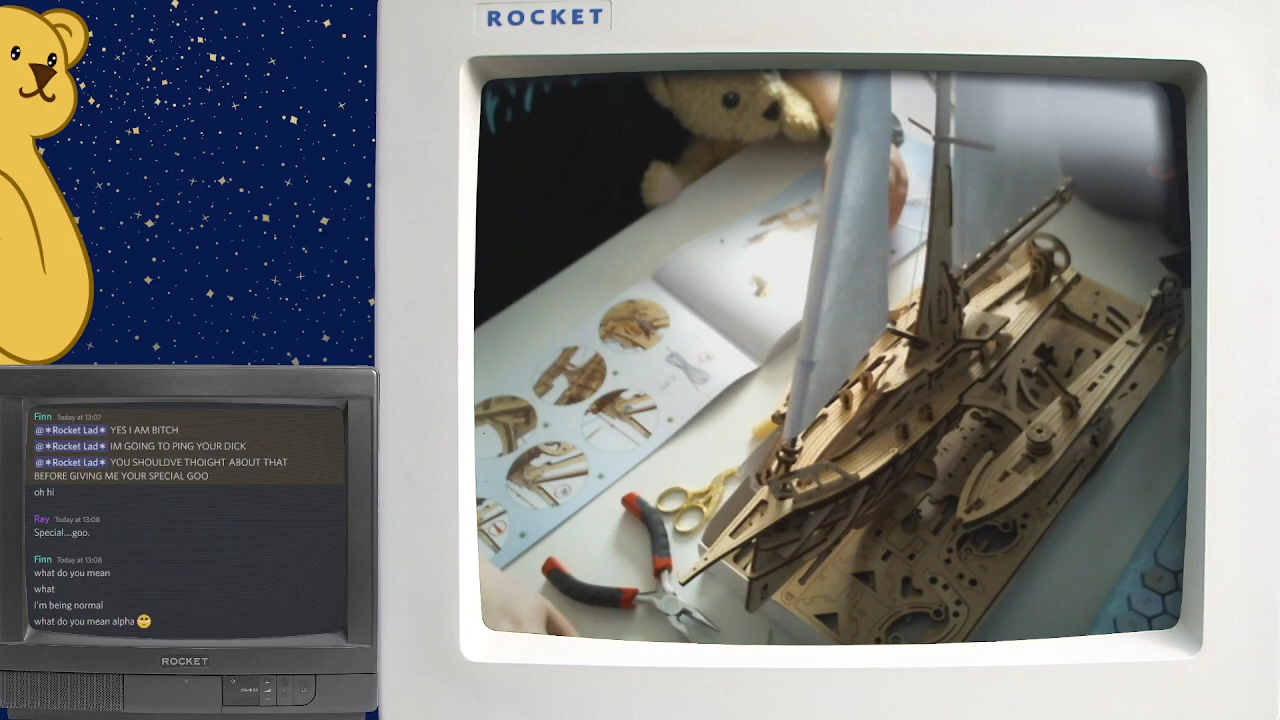 ROCKET
Finn Today at 13:07
@✶Rocket Lad✶ YES I AM BITCH
@✶Rocket Lad✶ IM GOING TO PING YOUR DICK
@✶Rocket Lad✶ YOU SHOULDVE THOIGHT ABOUT THAT
BEFORE GIVING ME YOUR SPECIAL GOO
oh hi
Ray Today at 13:08
Special....goo.
Finn Today at 13:08
what do you mean
what
I'm being normal
what do you mean alpha 🥺
ROCKET